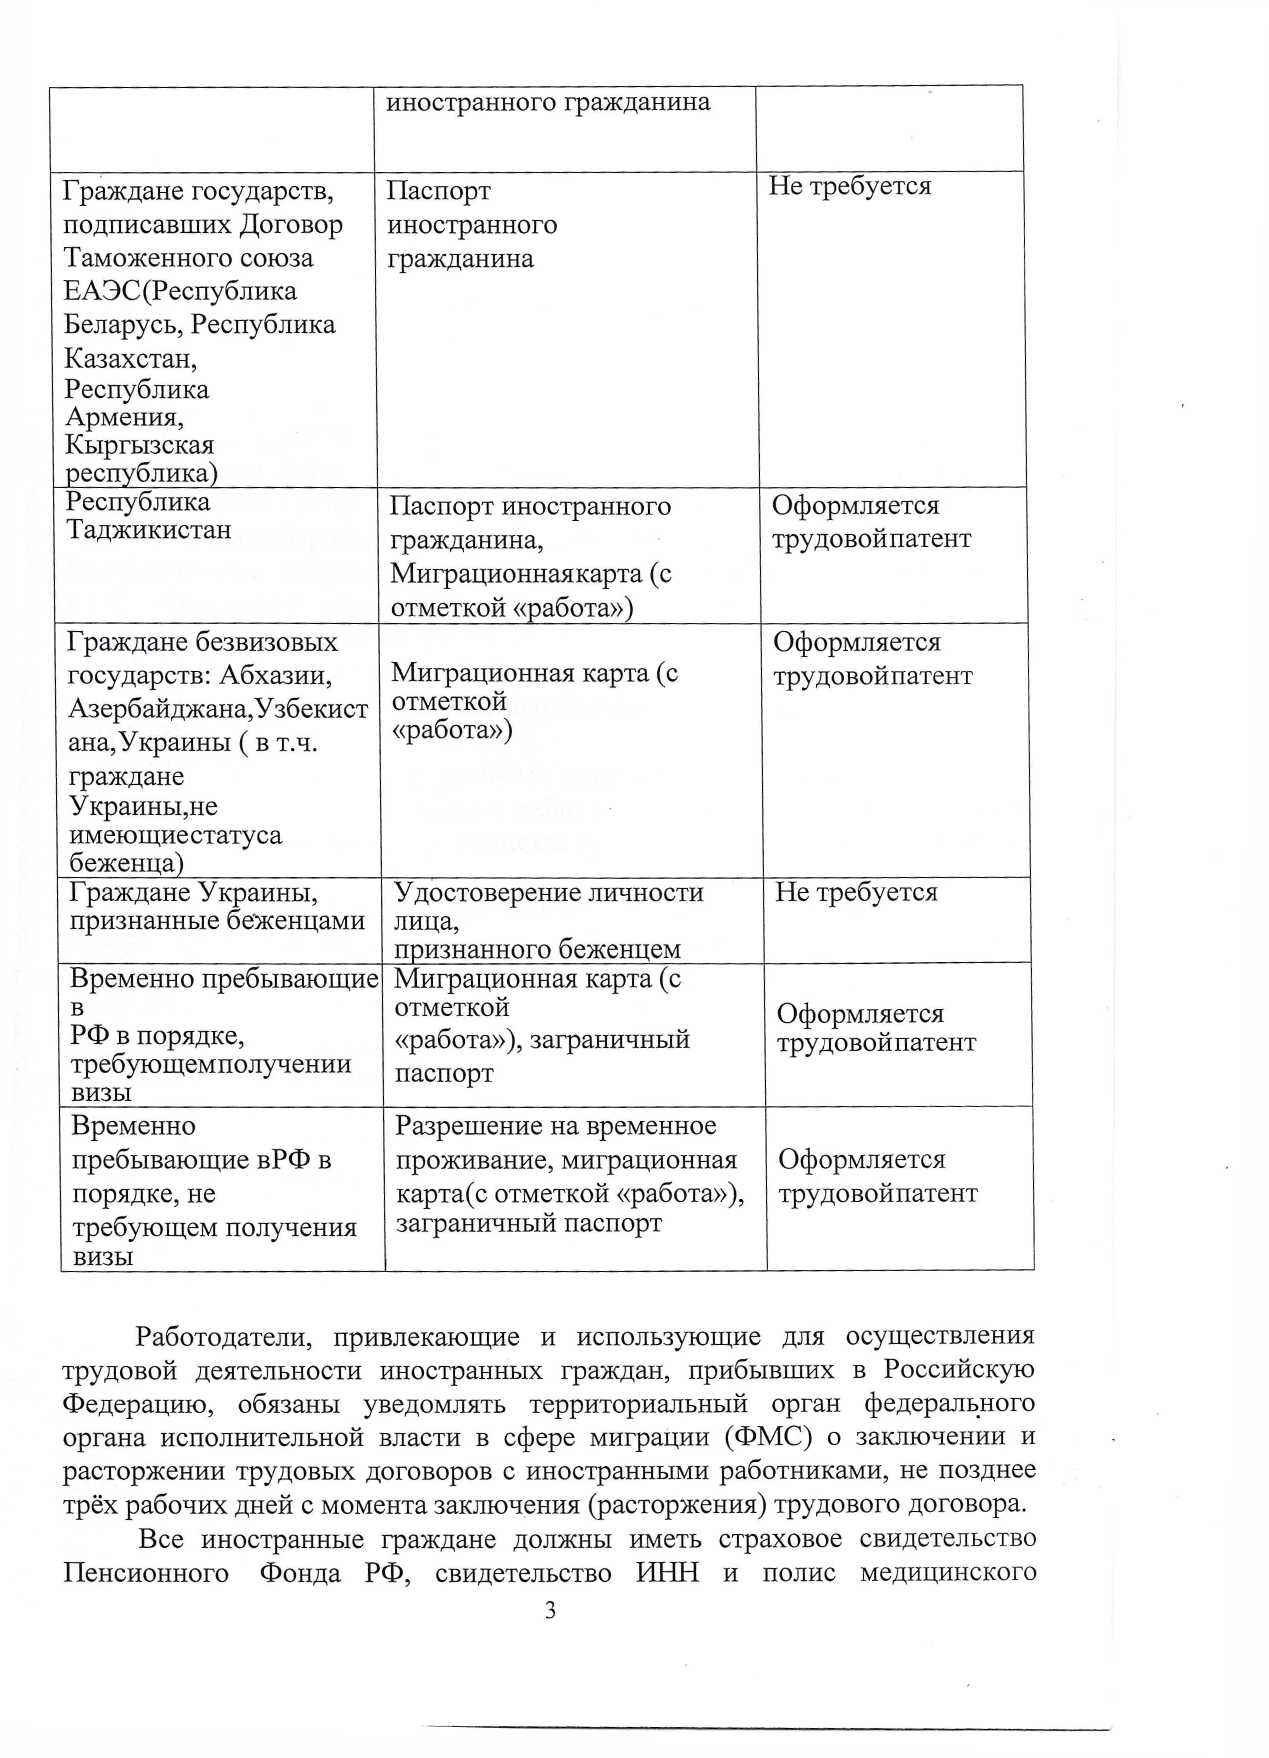 иностранного гражданина
Граждане государств,
подписавших Договор
Таможенного союза
ЕАЭС(Республика
Беларусь, Республика
Казахстан,
Республика
Армения,
Кыргызская
республика)
Паспорт
иностранного
гражданина
Не требуется
Республика
Таджикистан
Паспорт иностранного
гражданина,
Миграционнаякарта (с
отметкой «работа»)
Оформляется
трудовойпатент
Граждане безвизовых
государств: Абхазии,
Азербайджана,Узбекист
ана,Украины ( в т.ч.
граждане
Украины,не
имеющиестатуса
беженца)
Миграционная карта (с
отметкой
«работа»)
Оформляется
трудовойпатент
Граждане Украины,
признанные беженцами
Удостоверение личности
лица,
признанного беженцем
Не требуется
Временно пребывающие
в
РФ в порядке,
требующемполучении
визы
Миграционная карта (с
отметкой
«работа»), заграничный
паспорт
Оформляется
трудовойпатент
Временно
пребывающие вРФ в
порядке, не
требующем получения
визы
Разрешение на временное
проживание, миграционная
карта(с отметкой «работа»),
заграничный паспорт
Оформляется
трудовойпатент
Работодатели, привлекающие и использующие для осуществления
трудовой деятельности иностранных граждан, прибывших в Российскую
Федерацию, обязаны уведомлять территориальный орган федерального
органа исполнительной власти в сфере миграции (ФМС) о заключении и
расторжении трудовых договоров с иностранными работниками, не позднее
трёх рабочих дней с момента заключения (расторжения) трудового договора.
Все иностранные граждане должны иметь страховое свидетельство
Пенсионного Фонда РФ, свидетельство ИНН и полис медицинского
3